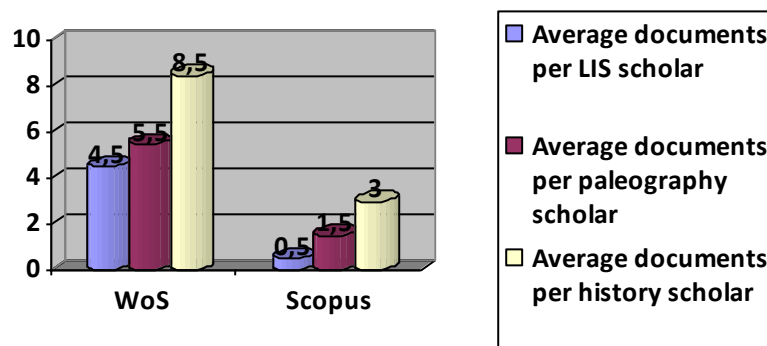 10
8
6
4
2
0
4,5
5,5
8,5
0,5
1,5
3
WoS
Scopus
Average documents
per LIS scholar
Average documents
per paleography
scholar
Average documents
per history scholar